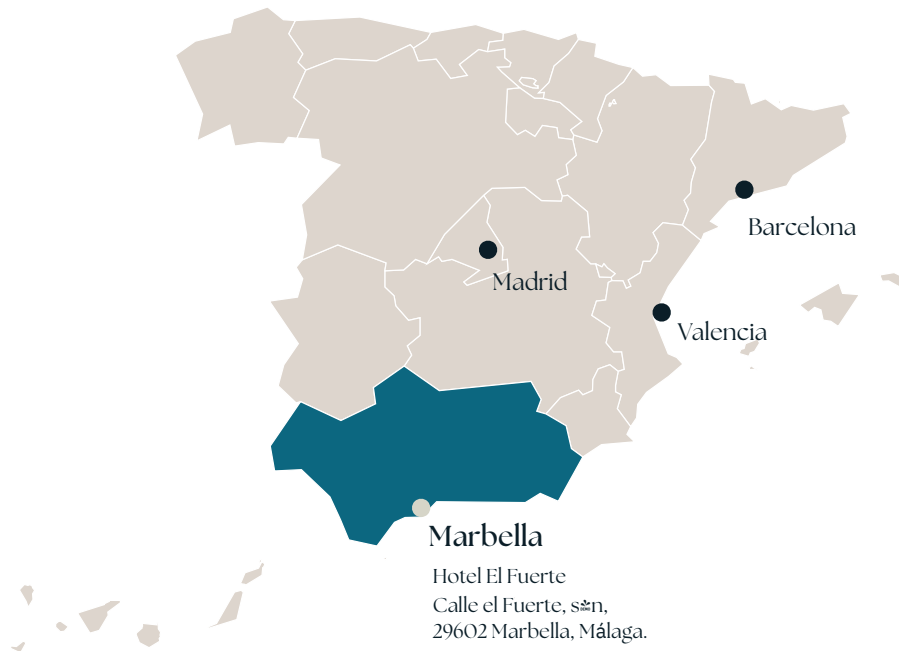 Barcelona
Madrid
Valencia
Marbella
Hotel El Fuerte
Calle el Fuerte,
29602 Marbella, Málaga.